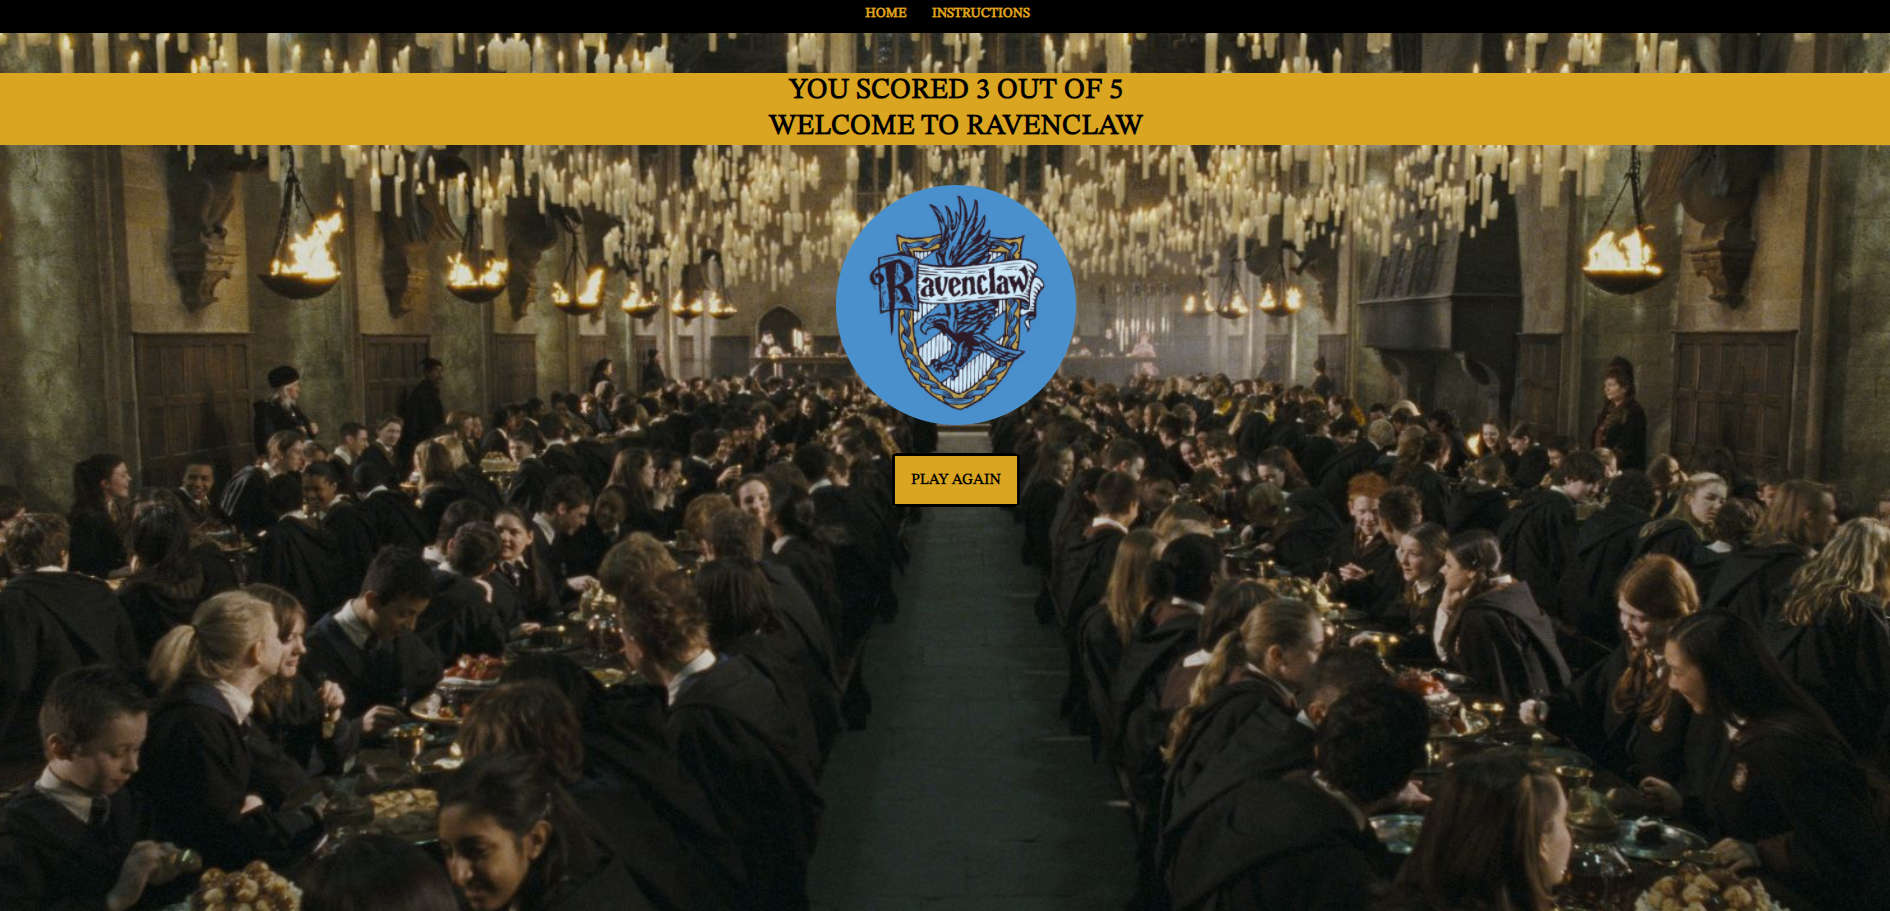 HOME INSTRUCTIONS
YOU SCORED 3 OUT OF 5
WELCOME TO RAVENCLAW
Ravenclaw
PLAY AGAIN